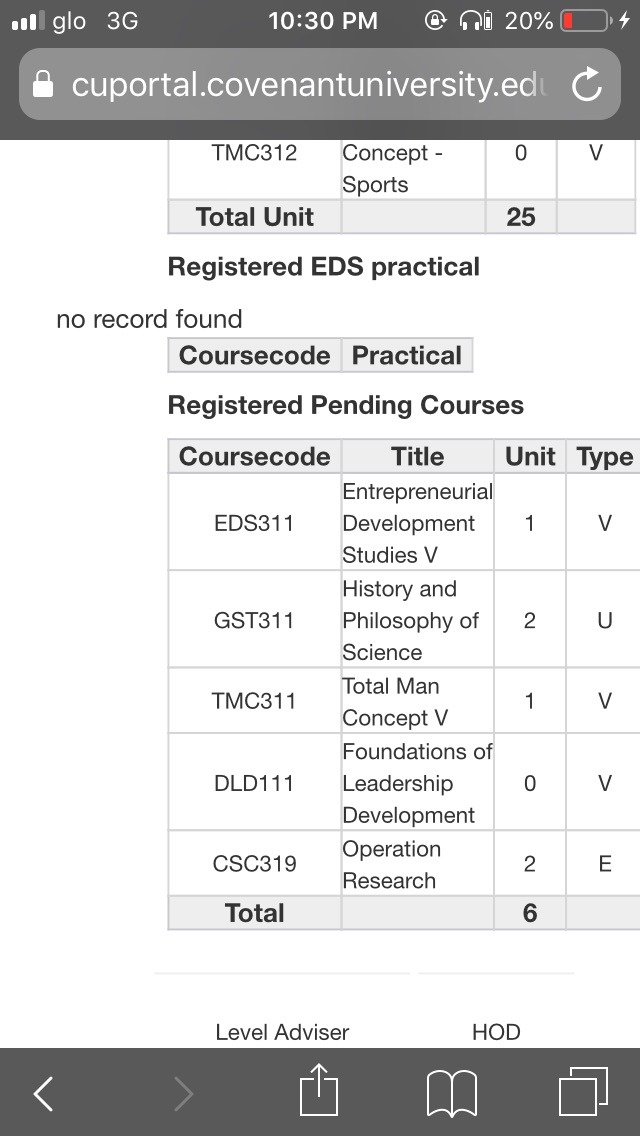 glo 3G 10:30 PM 20%
cuportal.covenantuniversity.edu
TMC312 Concept - 0 V
Sports
Total Unit 25
Registered EDS practical
no record found
Coursecode Practical
Registered Pending Courses
Coursecode Title Unit Type
Entrepreneurial
EDS311 Development 1 V
Studies V
History and
GST311 Philosophy of 2 U
Science
Total Man
TMC311 1 V
Concept V
Foundations of
DLD111 Leadership 0 V
Development
Operation
CSC319 2 E
Research
Total 6
Level Adviser HOD